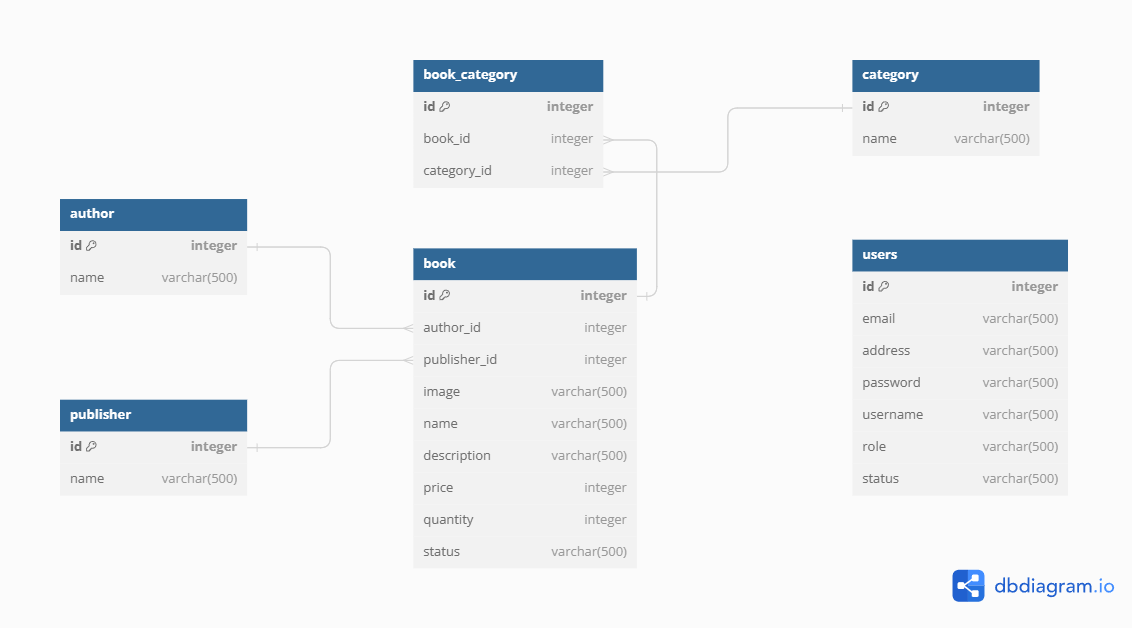 book_category
id integer
book_id integer
category_id integer
category
id integer
name varchar(500)
author
id integer
name varchar(500)
book
id integer
author_id integer
publisher_id integer
image varchar(500)
name varchar(500)
description varchar(500)
price integer
quantity integer
status varchar(500)
users
id integer
email varchar(500)
address varchar(500)
password varchar(500)
username varchar(500)
role varchar(500)
status varchar(500)
publisher
id integer
name varchar(500)
dbdiagram.io